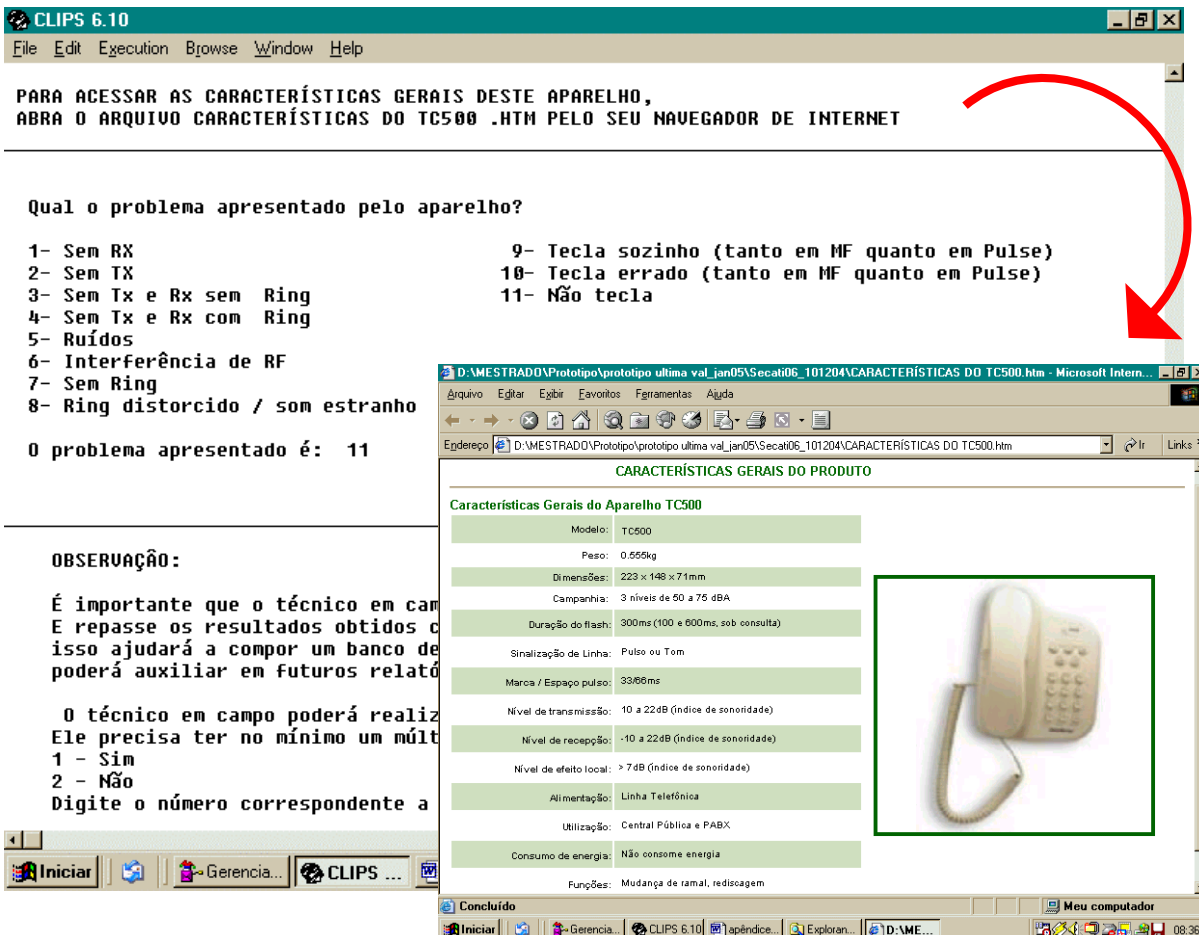 CLIPS 6.10
File Edit Execution Browse Window Help
PARA ACESSAR AS CARACTERÍSTICAS GERAIS DESTE APARELHO,
ABRA O ARQUIVO CARACTERÍSTICAS DO TC500 .HTM PELO SEU NAVEGADOR DE INTERNET
Qual o problema apresentado pelo aparelho?
1- Sem RX
2- Sem TX
3- Sem Tx e Rx sem Ring
4- Sem Tx e Rx com Ring
5- Ruídos
6- Interferência de RF
7- Sem Ring
8- Ring distorcido / som estranho
9- Tecla sozinho (tanto em MF quanto em Pulse)
10- Tecla errado (tanto em MF quanto em Pulse)
11- Não tecla
O problema apresentado é: 11
OBSERVAÇÃO:
É importante que o técnico em cam
E repasse os resultados obtidos c
isso ajudará a compor um banco de
poderá auxiliar em futuros relató
O técnico em campo poderá realiz
Ele precisa ter no mínimo um múlt
1 - Sim
2 - Não
Digite o número correspondente a
Iniciar Gerencia... CLIPS ...
D:\MESTRADO\Prototipo\prototipo ultima val_jan05\Secati06_101204\CARACTERÍSTICAS DO TC500.htm - Microsoft Intern...
Arquivo Editar Exibir Favoritos Ferramentas Ajuda
Endereço D:\MESTRADO\Prototipo\prototipo ultima val_jan05\Secati06_101204\CARACTERÍSTICAS DO TC500.htm Ir Links
CARACTERÍSTICAS GERAIS DO PRODUTO
Características Gerais do Aparelho TC500
Modelo: TC500
Peso: 0.555kg
Dimensões: 223 x 148 x 71mm
Campanhia: 3 níveis de 50 a 75 dBA
Duração do flash: 300ms (100 e 600ms, sob consulta)
Sinalização de Linha: Pulso ou Tom
Marca / Espaço pulso: 33/66ms
Nível de transmissão: 10 a 22dB (índice de sonoridade)
Nível de recepção: -10 a 22dB (índice de sonoridade)
Nível de efeito local: > 7dB (índice de sonoridade)
Alimentação: Linha Telefônica
Utilização: Central Pública e PABX
Consumo de energia: Não consome energia
Funções: Mudança de ramal, rediscagem
Concluído Meu computador
Iniciar Gerencia... CLIPS 6.10 apêndice... Exploran... D:\ME... 08:35